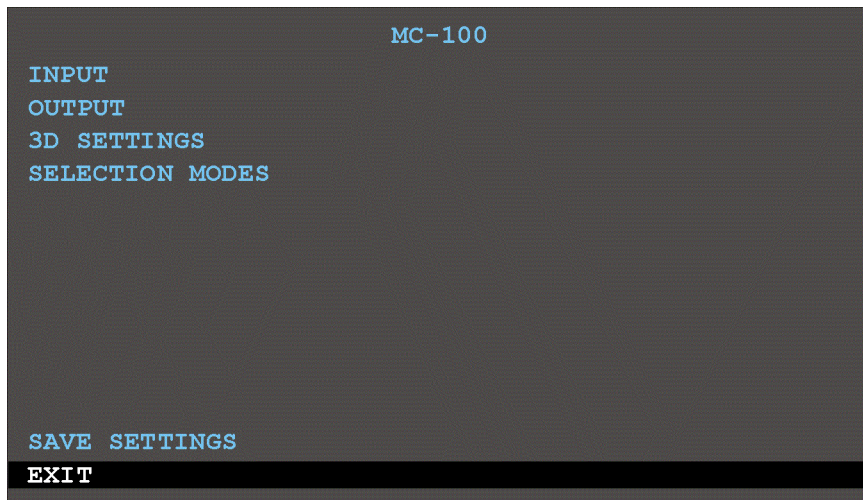 MC-100
INPUT
OUTPUT
3D SETTINGS
SELECTION MODES
SAVE SETTINGS
EXIT